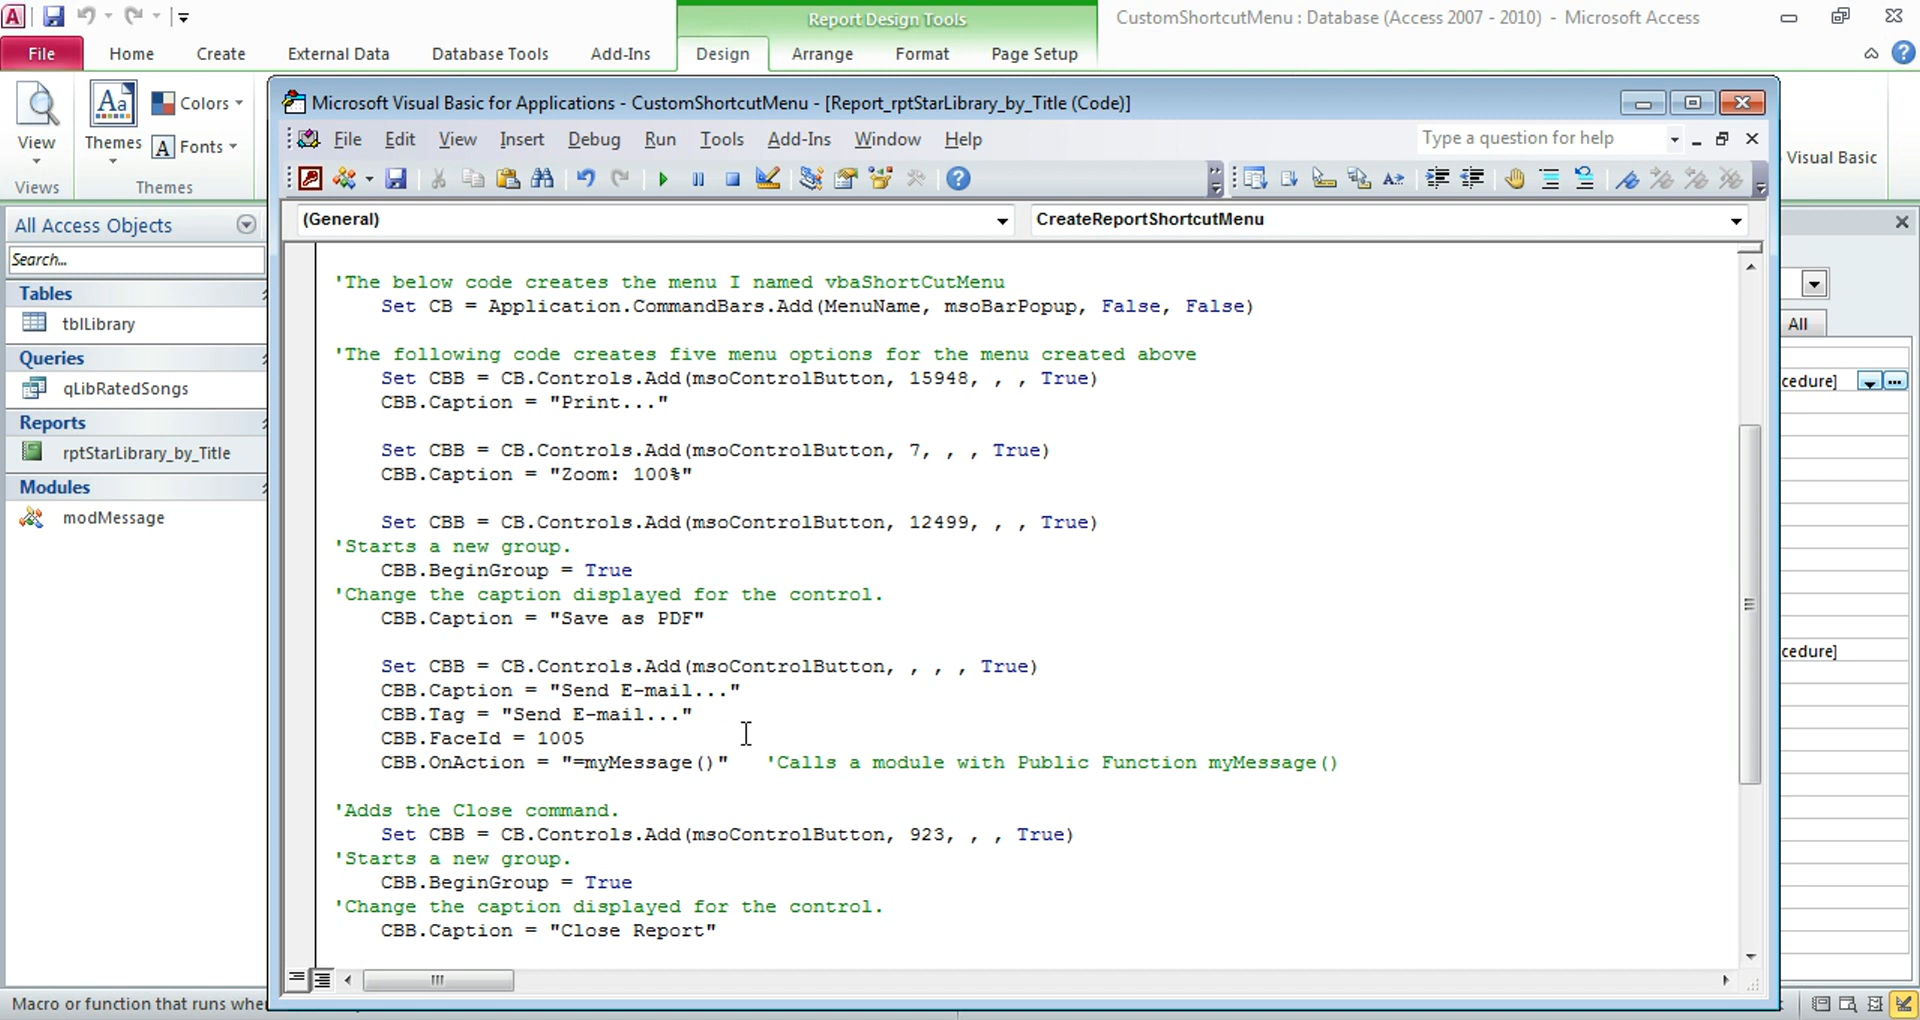 Report Design Tools
CustomShortcutMenu : Database (Access 2007 - 2010) - Microsoft Access
File Home Create External Data Database Tools Add-Ins Design Arrange Format Page Setup
View
Views
Aa
Themes
Colors
A Fonts
Themes
Visual Basic
Microsoft Visual Basic for Applications - CustomShortcutMenu - [Report_rptStarLibrary_by_Title (Code)]
File Edit View Insert Debug Run Tools Add-Ins Window Help
Type a question for help
(General)
CreateReportShortcutMenu
All Access Objects
Search...
Tables
tblLibrary
Queries
qLibRatedSongs
Reports
rptStarLibrary_by_Title
Modules
modMessage
'The below code creates the menu I named vbaShortCutMenu
Set CB = Application.CommandBars.Add(MenuName, msoBarPopup, False, False)
'The following code creates five menu options for the menu created above
Set CBB = CB.Controls.Add(msoControlButton, 15948, , , True)
CBB.Caption = "Print..."
Set CBB = CB.Controls.Add(msoControlButton, 7, , , True)
CBB.Caption = "Zoom: 100%"
Set CBB = CB.Controls.Add(msoControlButton, 12499, , , True)
'Starts a new group.
CBB.BeginGroup = True
'Change the caption displayed for the control.
CBB.Caption = "Save as PDF"
Set CBB = CB.Controls.Add(msoControlButton, , , , True)
CBB.Caption = "Send E-mail..."
CBB.Tag = "Send E-mail..."
CBB.FaceId = 1005
CBB.OnAction = "=myMessage()" 'Calls a module with Public Function myMessage()
'Adds the Close command.
Set CBB = CB.Controls.Add(msoControlButton, 923, , , True)
'Starts a new group.
CBB.BeginGroup = True
'Change the caption displayed for the control.
CBB.Caption = "Close Report"
All
cedure]
cedure]
Macro or function that runs whe